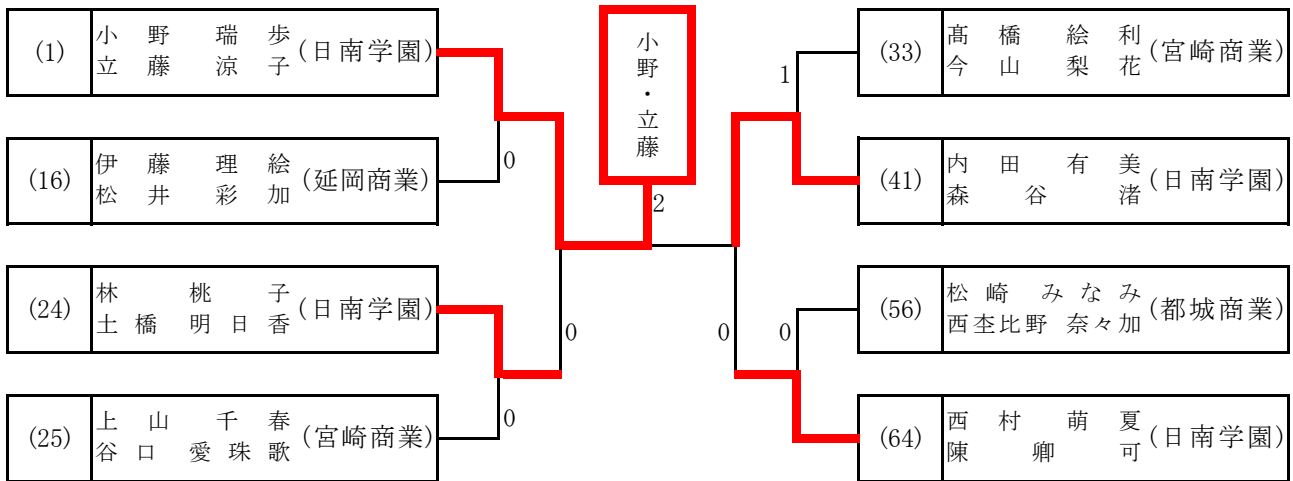 (1) 小野 瑞歩 (日南学園)
立藤 涼子
(16) 伊藤 理絵 (延岡商業)
松井 彩加
(24) 林 桃子 (日南学園)
土橋 明日香
(25) 上山 千春 (宮崎商業)
谷口 愛珠歌
0
0
0
小野・立藤
2
1
0
0
(33) 髙橋 絵利 (宮崎商業)
今山 梨花
(41) 内田 有美 (日南学園)
森谷 渚
(56) 松崎 みなみ (都城商業)
西杢比野 奈々加
(64) 西村 萌夏 (日南学園)
陳 卿可